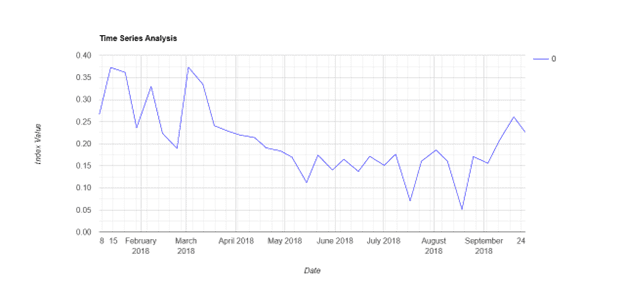 Time Series Analysis
0.40
0
0.35
0.30
0.25
Index Value
0.20
0.15
0.10
0.05
0.00
8 15 February March April 2018 May 2018 June 2018 July 2018 August September 24
2018 2018 2018 2018
Date